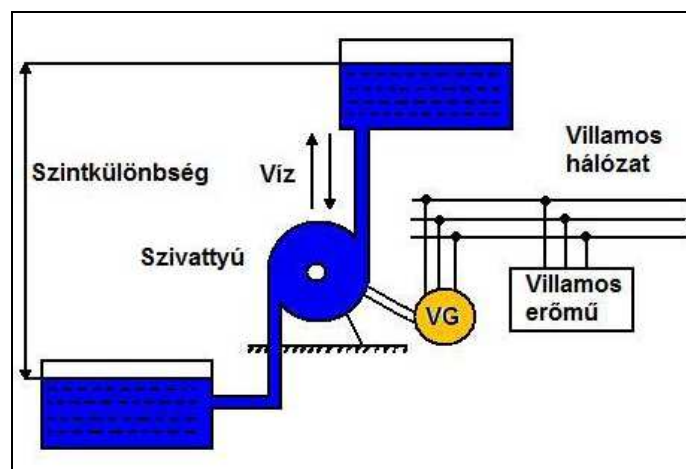 Villamos
hálózat
Szintkülönbség
Víz
Szivattyú
VG
Villamos
erőmű